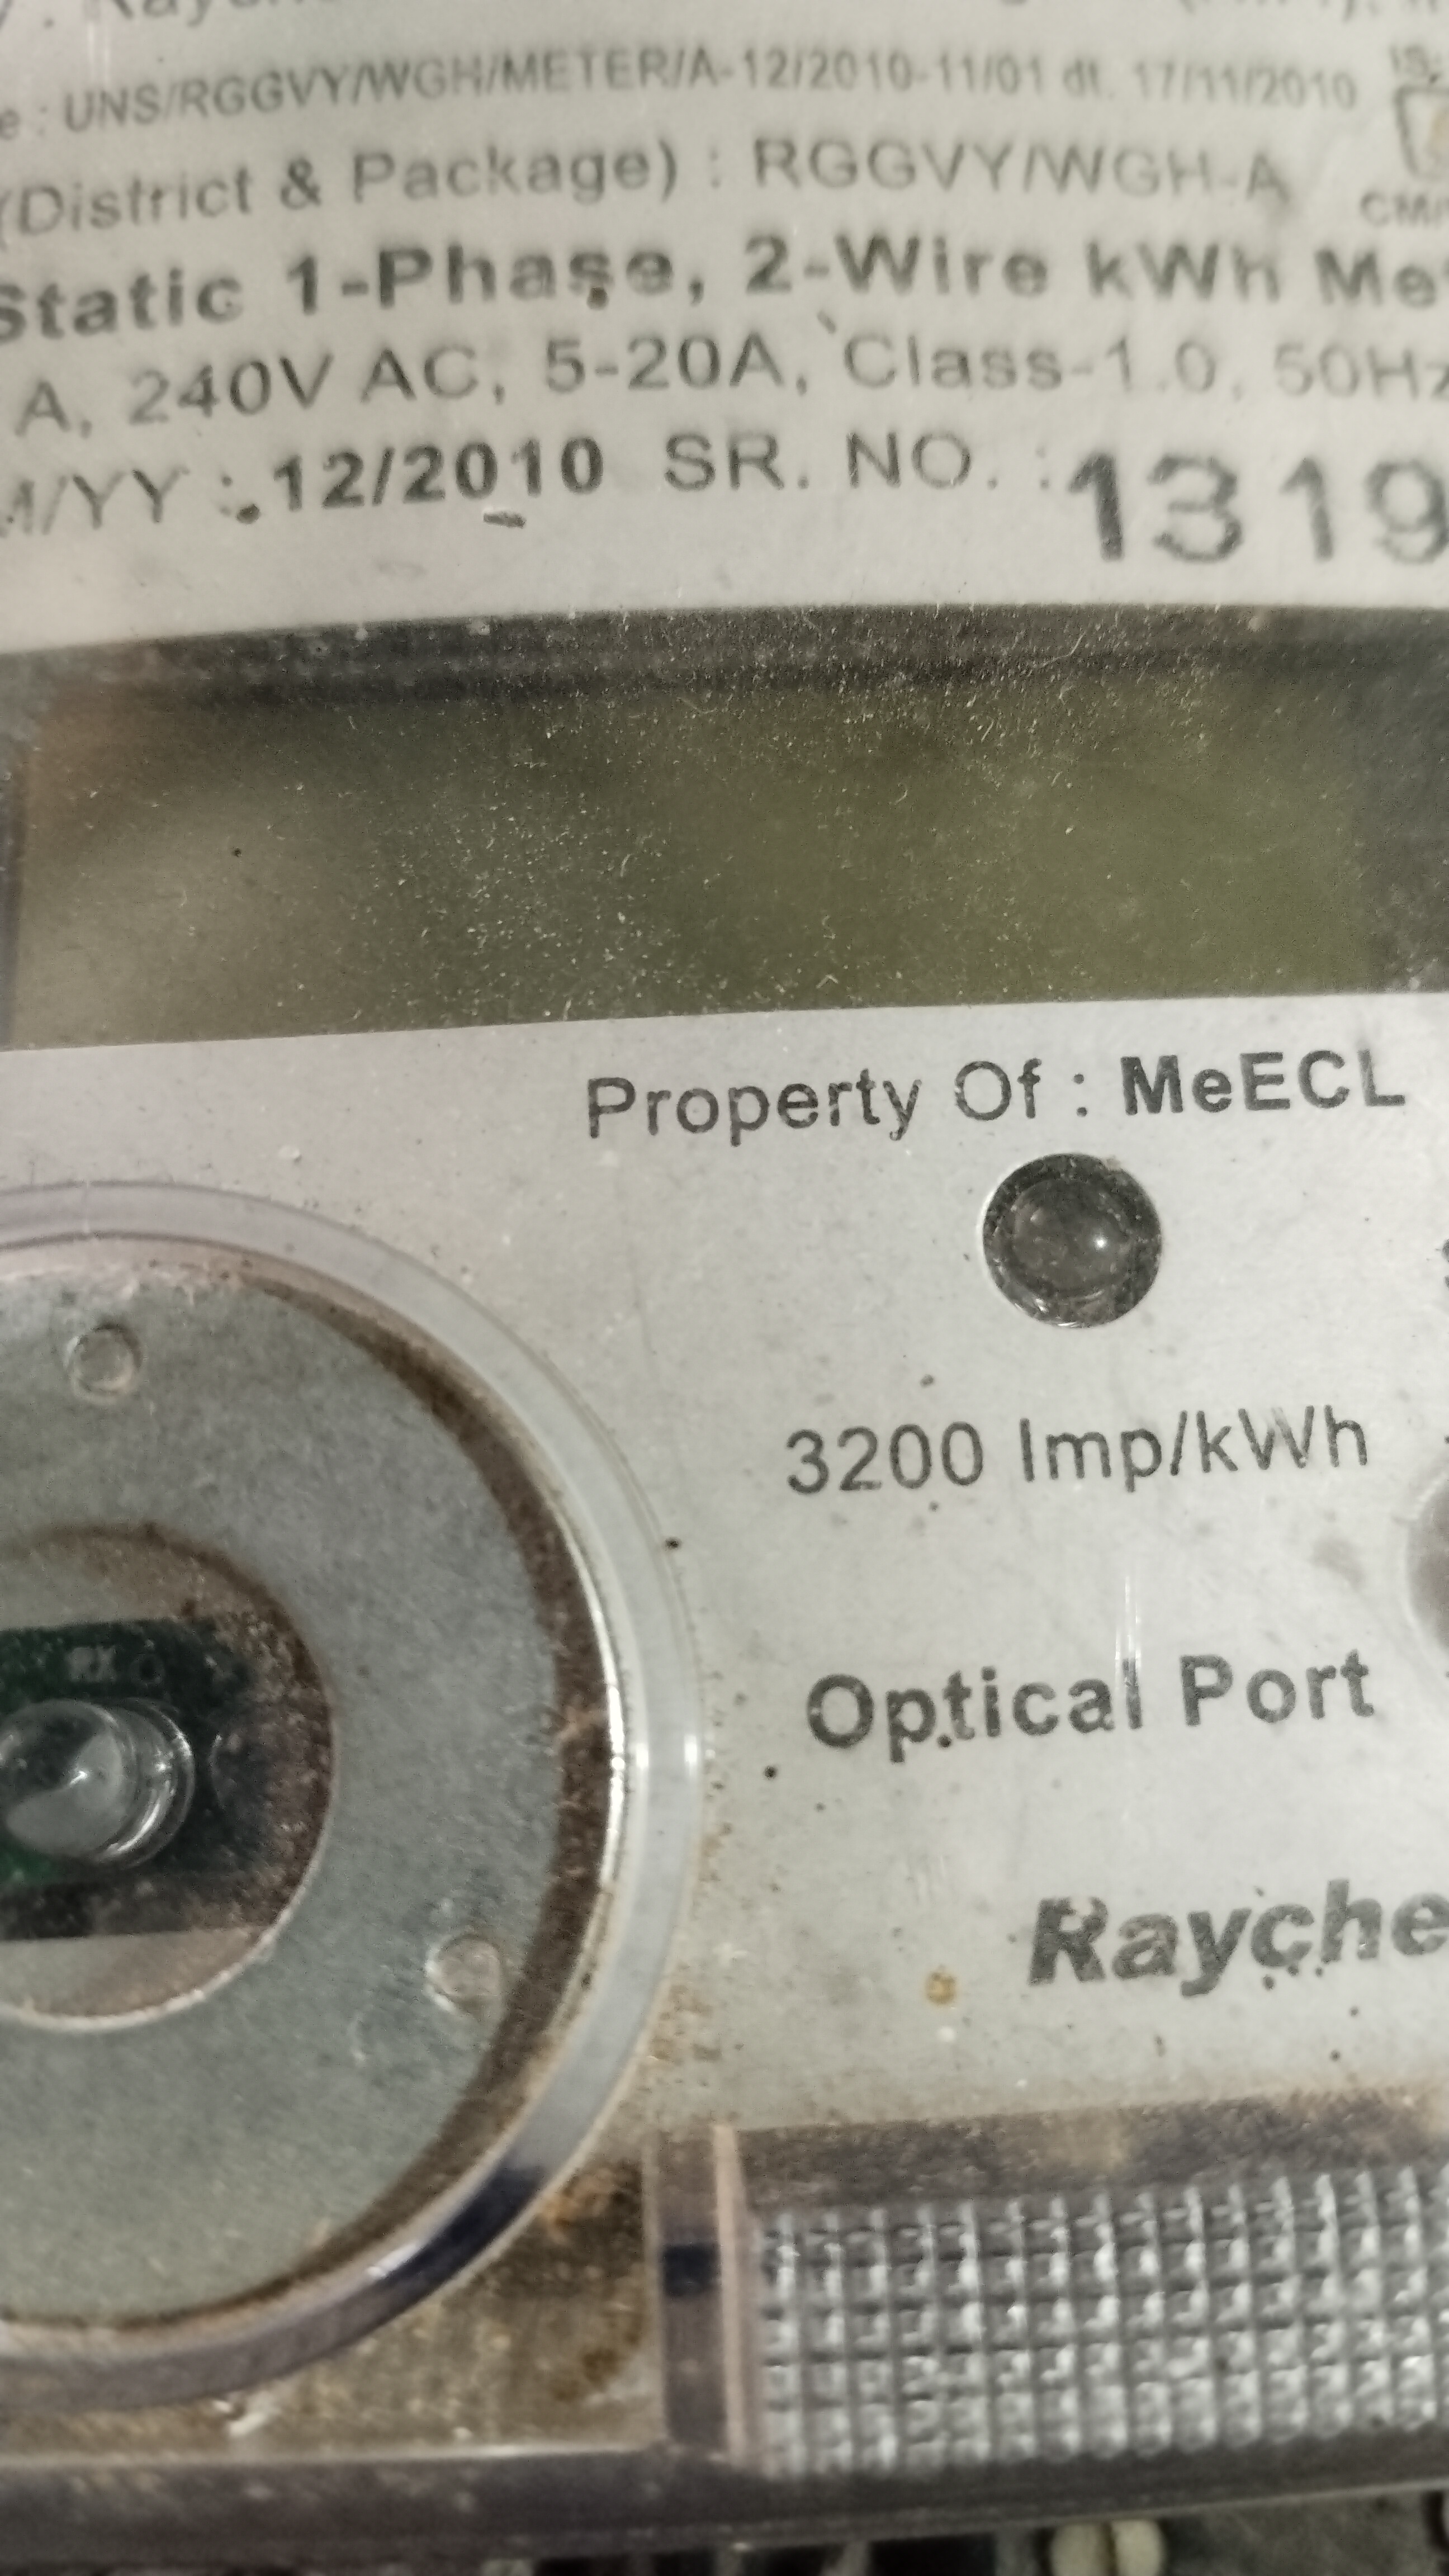 e : UNS/RGGVY/WGH/METER/A-12/2010-11/01 dt. 17/11/2010
(District & Package) : RGGVY/WGH-A
Static 1-Phase, 2-Wire kWh Me
A, 240V AC, 5-20A, Class-1.0, 50Hz
M/YY : 12/2010 SR. NO. : 1319
Property Of : MeECL
3200 Imp/kWh
RX
Optical Port
Rayche